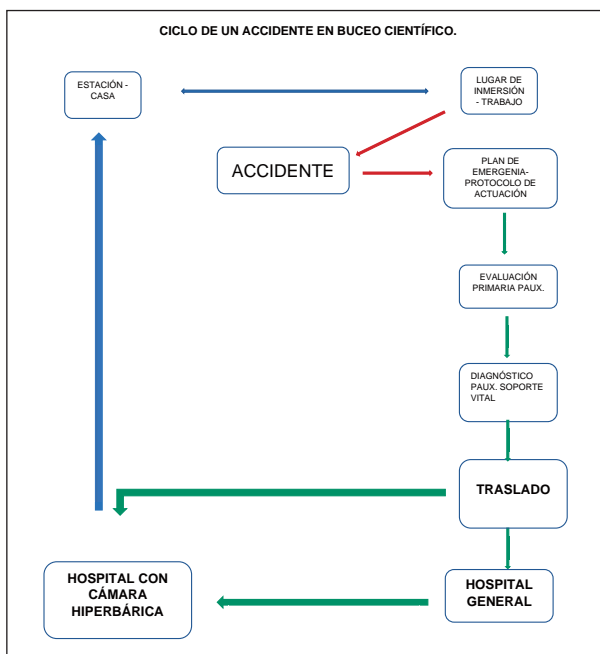 CICLO DE UN ACCIDENTE EN BUCEO CIENTÍFICO.
ESTACIÓN -
CASA
LUGAR DE
INMERSIÓN
- TRABAJO
ACCIDENTE
PLAN DE
EMERGENIA-
PROTOCOLO DE
ACTUACIÓN
EVALUACIÓN
PRIMARIA PAUX.
DIAGNÓSTICO
PAUX. SOPORTE
VITAL
TRASLADO
HOSPITAL CON
CÁMARA
HIPERBÁRICA
HOSPITAL
GENERAL